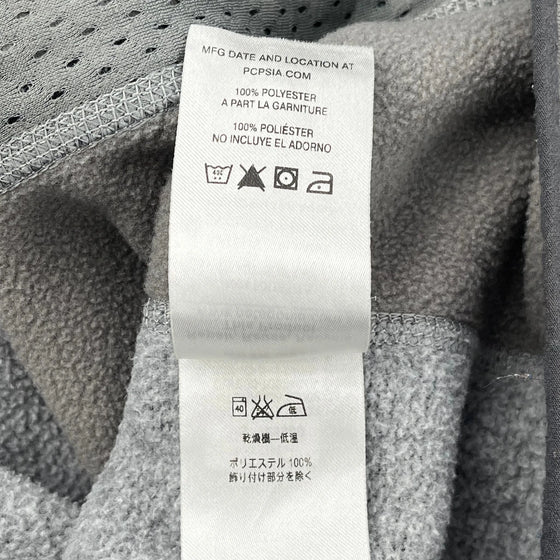 MFG DATE AND LOCATION AT
PCPSIA.COM
100% POLYESTER
A PART LA GARNITURE
100% POLIÉSTER
NO INCLUYE EL ADORNO
40
低
乾燥機—低温
ポリエステル 100%
飾り付け部分を除く